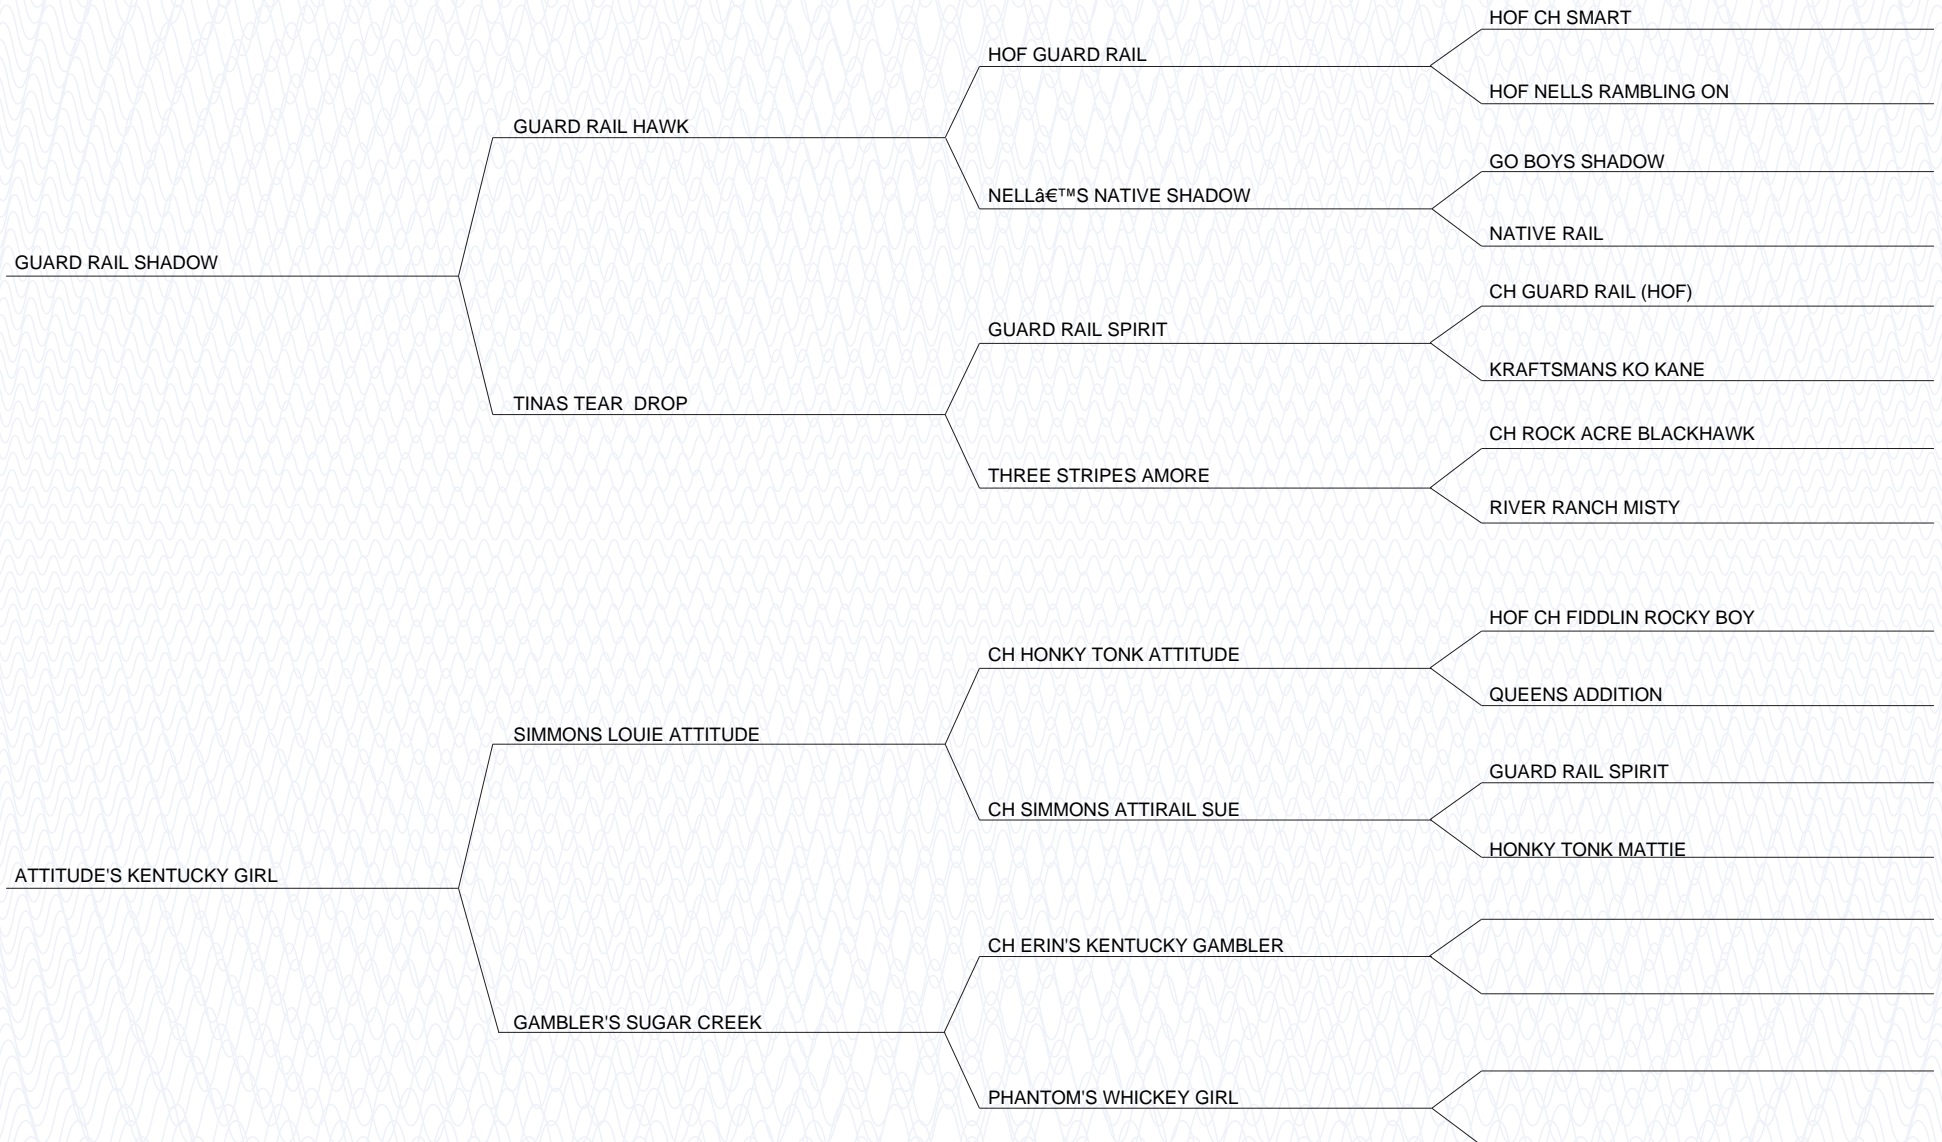 HOF CH SMART
HOF GUARD RAIL
HOF NELLS RAMBLING ON
GUARD RAIL HAWK
GO BOYS SHADOW
NELLâ€™S NATIVE SHADOW
NATIVE RAIL
GUARD RAIL SHADOW
CH GUARD RAIL (HOF)
GUARD RAIL SPIRIT
KRAFTSMANS KO KANE
TINAS TEAR  DROP
CH ROCK ACRE BLACKHAWK
THREE STRIPES AMORE
RIVER RANCH MISTY
HOF CH FIDDLIN ROCKY BOY
CH HONKY TONK ATTITUDE
QUEENS ADDITION
SIMMONS LOUIE ATTITUDE
GUARD RAIL SPIRIT
CH SIMMONS ATTIRAIL SUE
HONKY TONK MATTIE
ATTITUDE'S KENTUCKY GIRL
CH ERIN'S KENTUCKY GAMBLER
GAMBLER'S SUGAR CREEK
PHANTOM'S WHICKEY GIRL